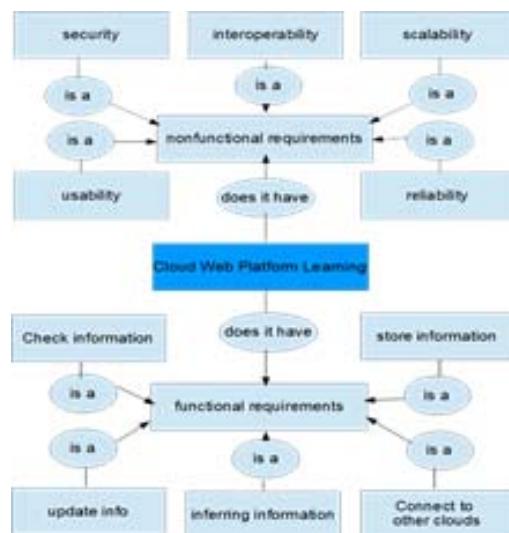 security
interoperability
scalability
is a
is a
is a
is a
nonfunctional requirements
is a
usability
does it have
reliability
Cloud Web Platform Learning
Check information
does it have
store information
is a
functional requirements
is a
is a
is a
is a
update info
inferring information
Connect to
other clouds